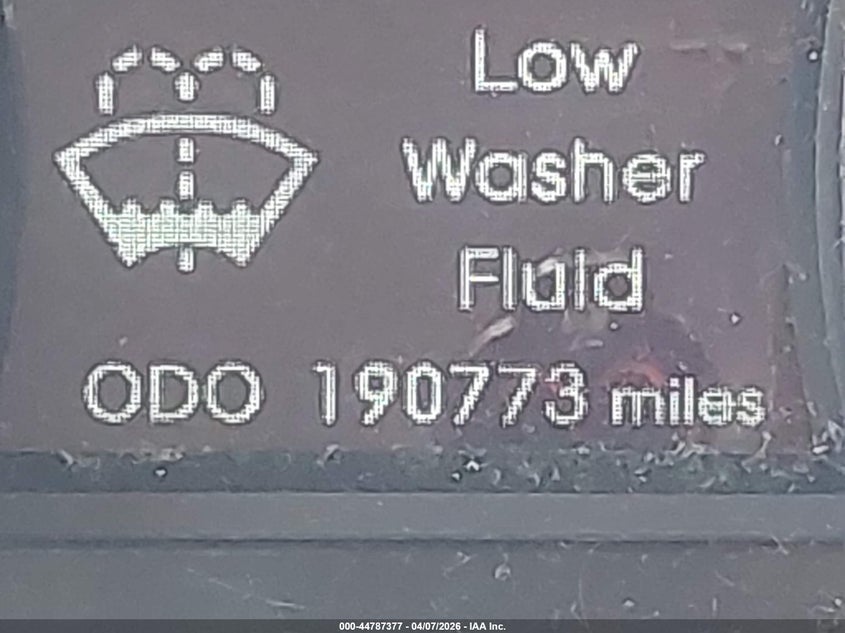 Low
Washer
Fluid
ODO 190773 miles
000-44787377 - 04/07/2026 - IAA Inc.